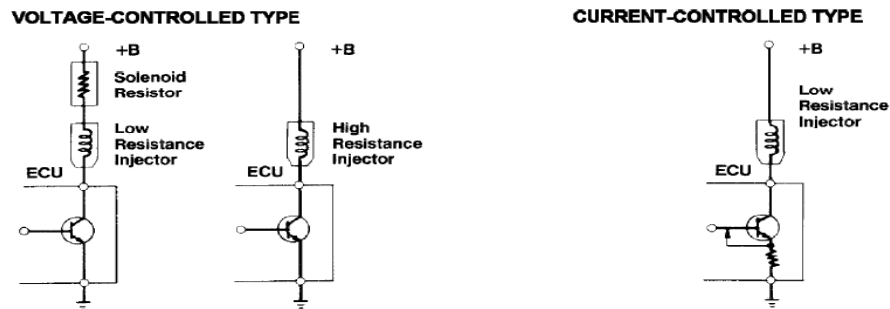 VOLTAGE-CONTROLLED TYPE
+B
Solenoid
Resistor
Low
Resistance
Injector
ECU
+B
High
Resistance
Injector
ECU
CURRENT-CONTROLLED TYPE
+B
Low
Resistance
Injector
ECU